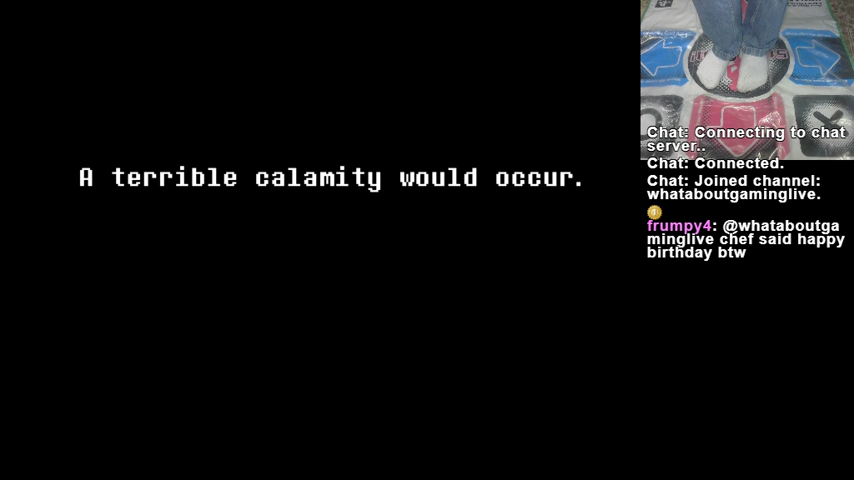 A terrible calamity would occur.
Chat: Connecting to chat
server..
Chat: Connected.
Chat: Joined channel:
whataboutgaminglive.
frumpy4: @whataboutga
minglive chef said happy
birthday btw